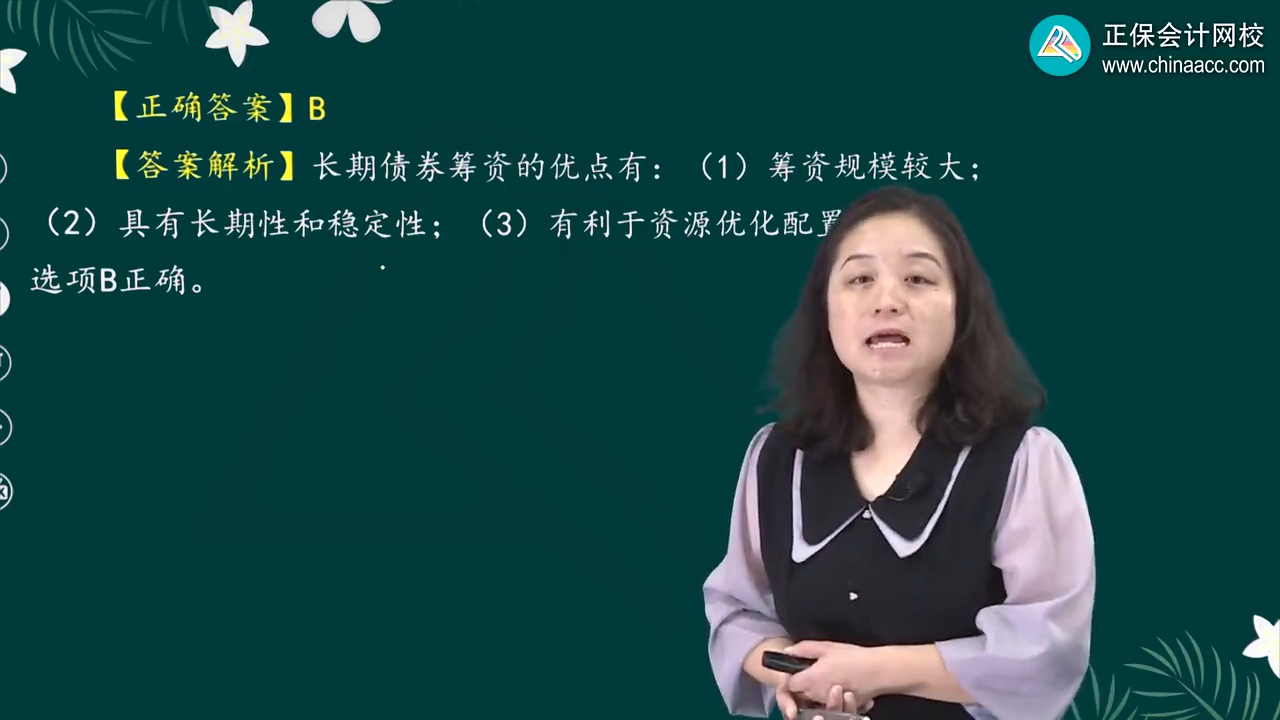 正保会计网校
www.chinaacc.com
【正确答案】B
【答案解析】长期债券筹资的优点有：（1）筹资规模较大；
（2）具有长期性和稳定性；（3）有利于资源优化配置
选项B正确。